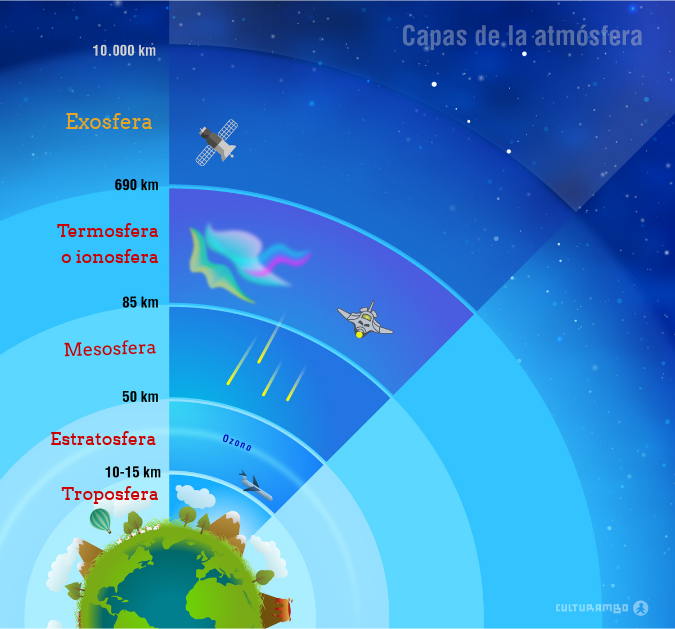 Capas de la atmósfera
10.000 km
Exosfera
690 km
Termosfera
o ionosfera
85 km
Mesosfera
50 km
Estratosfera
Ozono
10-15 km
Troposfera
CULTURAMBO